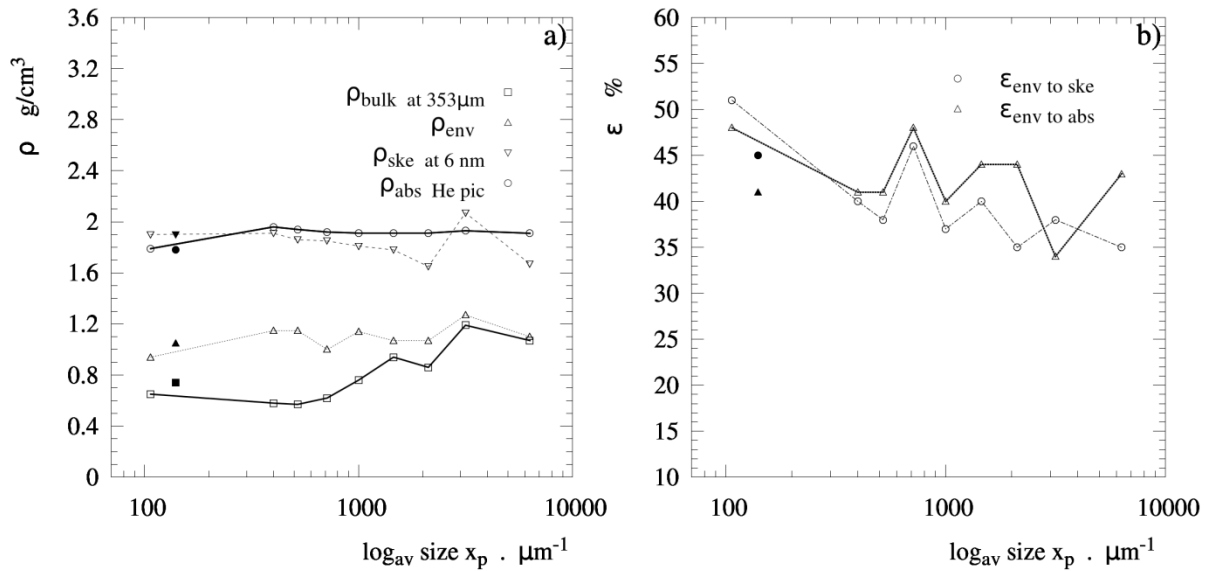 a)
ρ g/cm³
3.6
3.2
2.8
2.4
2
1.6
1.2
0.8
0.4
0
ρbulk at 353μm
ρenv
ρske at 6 nm
ρabs He pic
100 1000 10000
logav size xp . μm⁻¹
b)
ε %
60
55
50
45
40
35
30
25
20
15
10
εenv to ske
εenv to abs
100 1000 10000
logav size xp . μm⁻¹